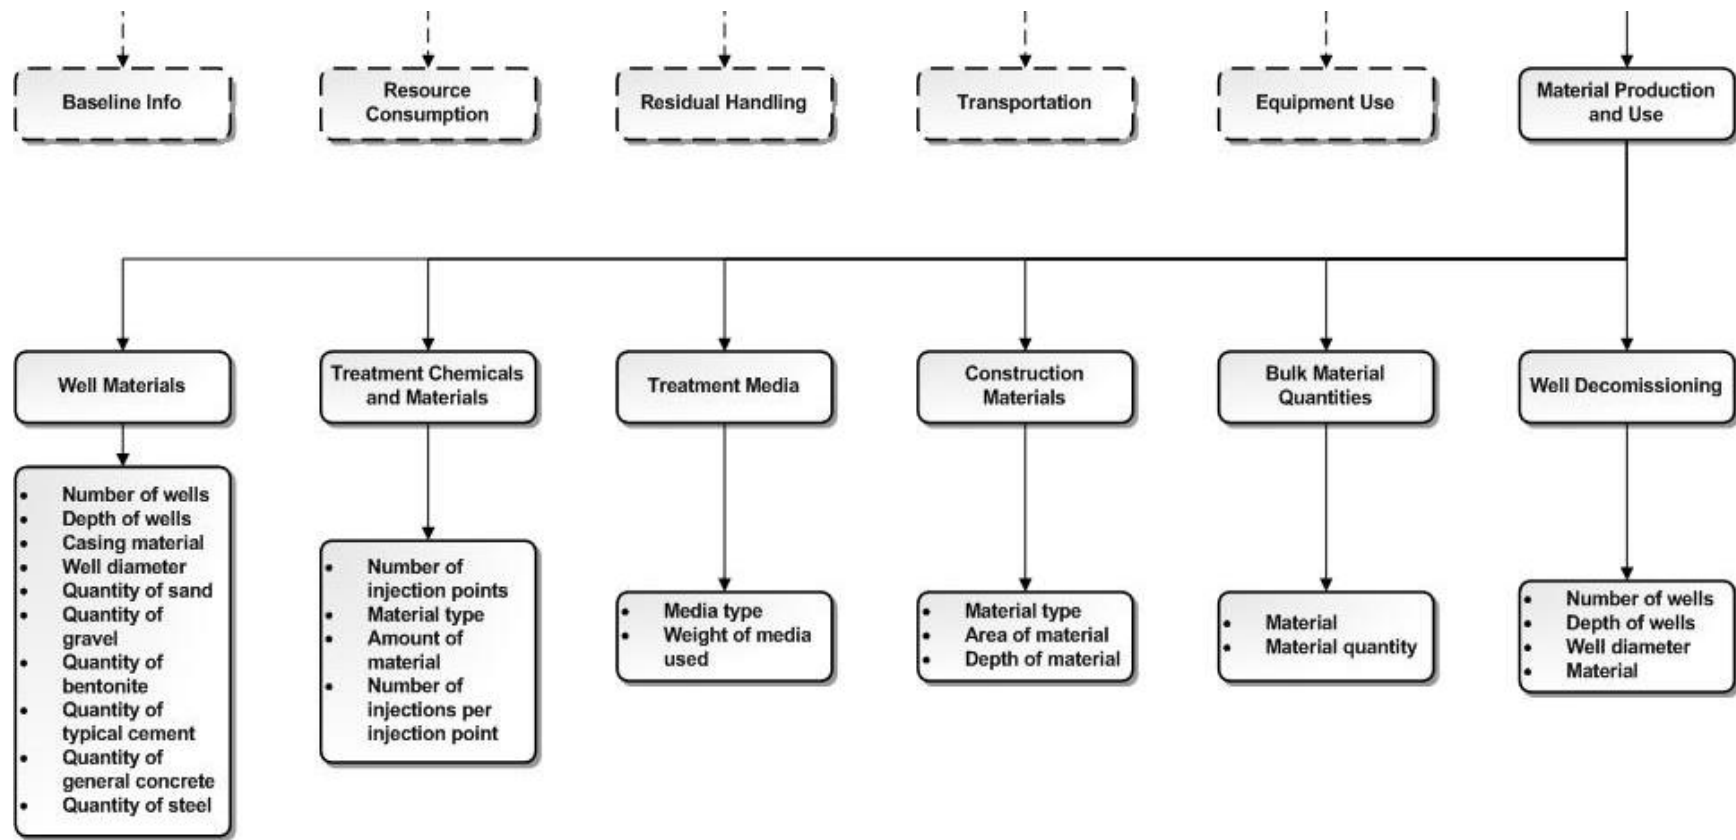 Baseline Info
Resource
Consumption
Residual Handling
Transportation
Equipment Use
Material Production
and Use
Well Materials
Treatment Chemicals
and Materials
Treatment Media
Construction
Materials
Bulk Material
Quantities
Well Decomissioning
• Number of wells
• Depth of wells
• Casing material
• Well diameter
• Quantity of sand
• Quantity of
gravel
• Quantity of
bentonite
• Quantity of
typical cement
• Quantity of
general concrete
• Quantity of steel
• Number of
injection points
• Material type
• Amount of
material
• Number of
injections per
injection point
• Media type
• Weight of media
used
• Material type
• Area of material
• Depth of material
• Material
• Material quantity
• Number of wells
• Depth of wells
• Well diameter
• Material